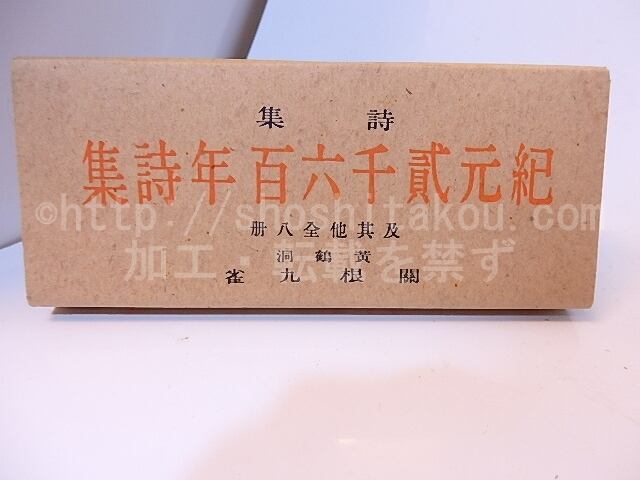 詩集
紀元貳千六百年詩集
©http://shoshitakou.com
及其他全八册
黄鶴洞
加工・転載を禁ず
關根九雀